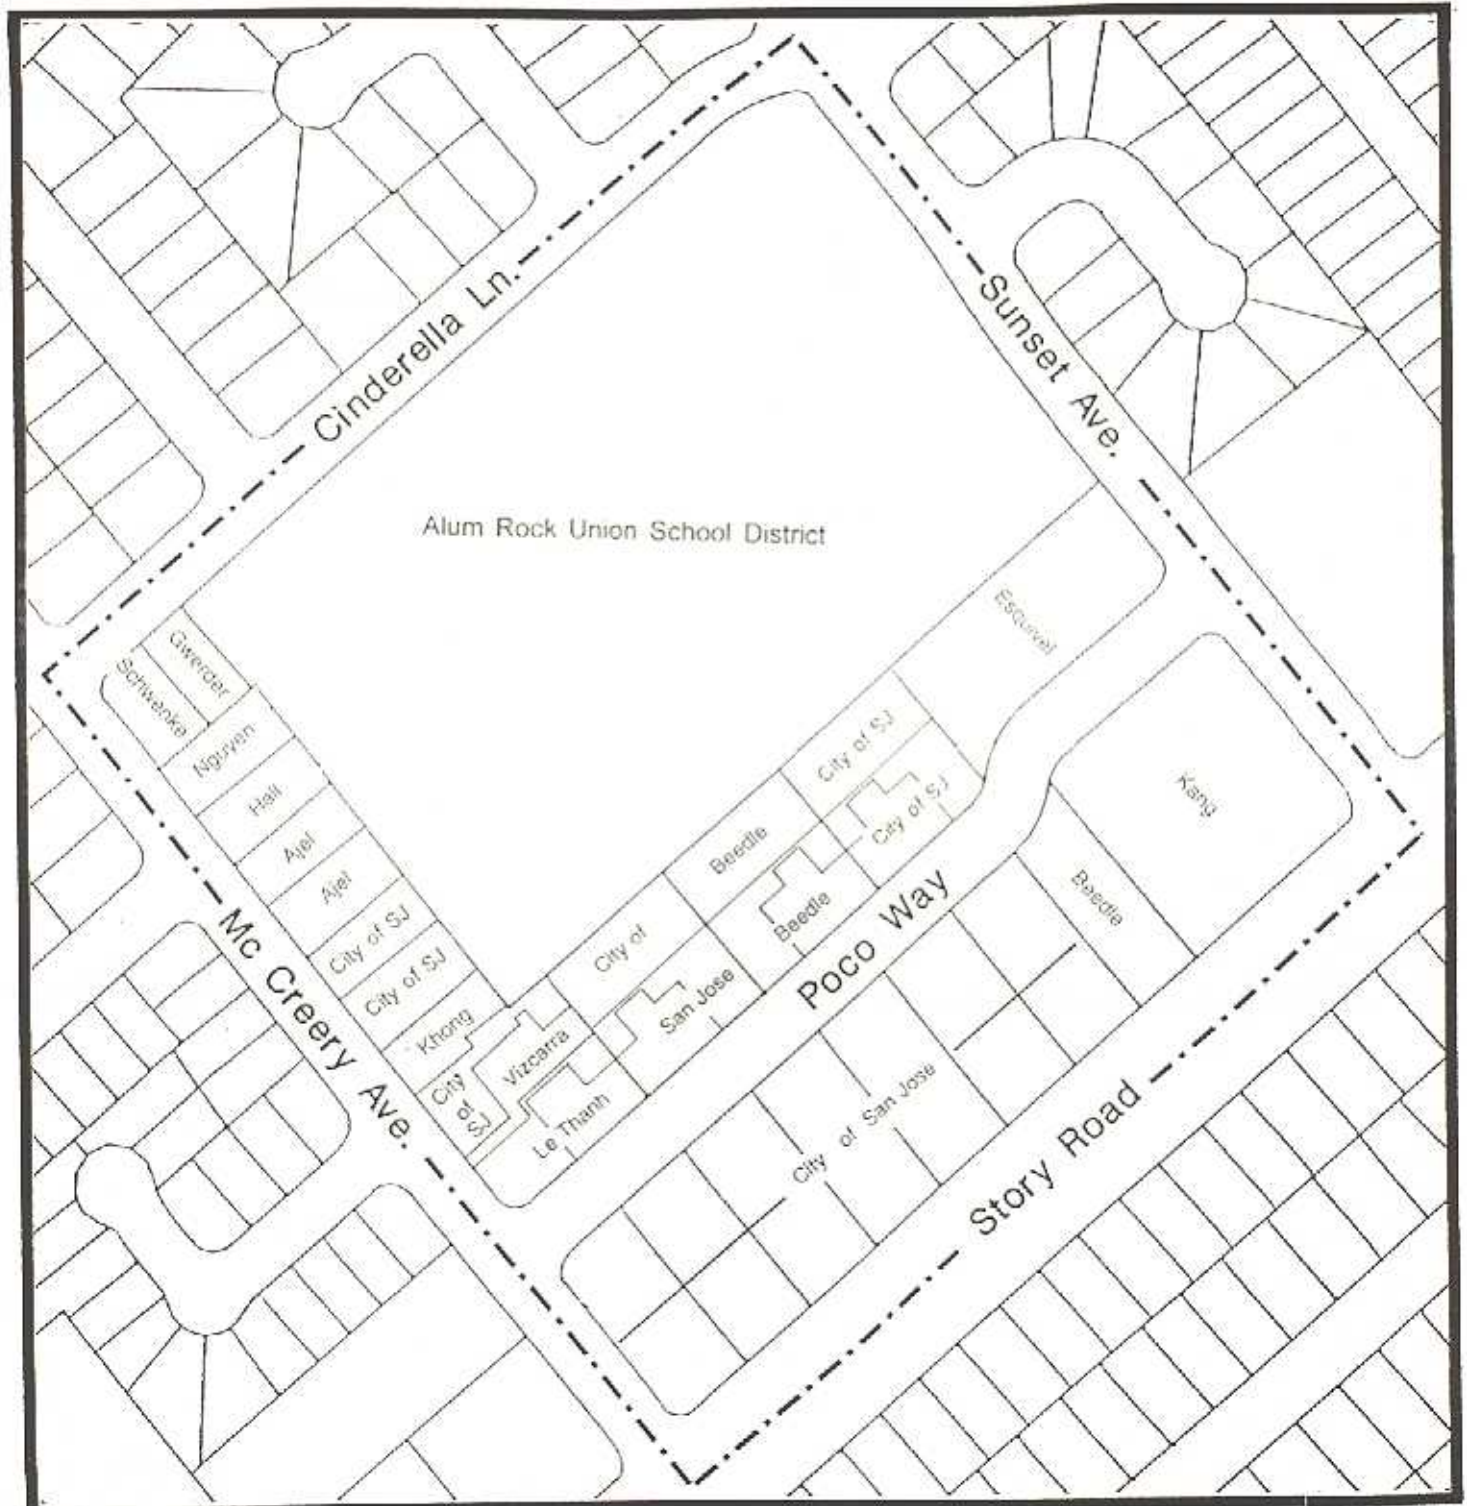 Cinderella Ln.
Sunset Ave.
Alum Rock Union School District
Esquivel
Gwerder
Schwenke
Nguyen
Hall
Ajel
Ajel
City of SJ
City of SJ
Khong
City
of
SJ
Vizcarra
Le Thanh
City of
San Jose
Beedle
Beedle
City of SJ
City of SJ
Kang
Beedle
Poco Way
Mc Creery Ave.
City of San Jose
Story Road